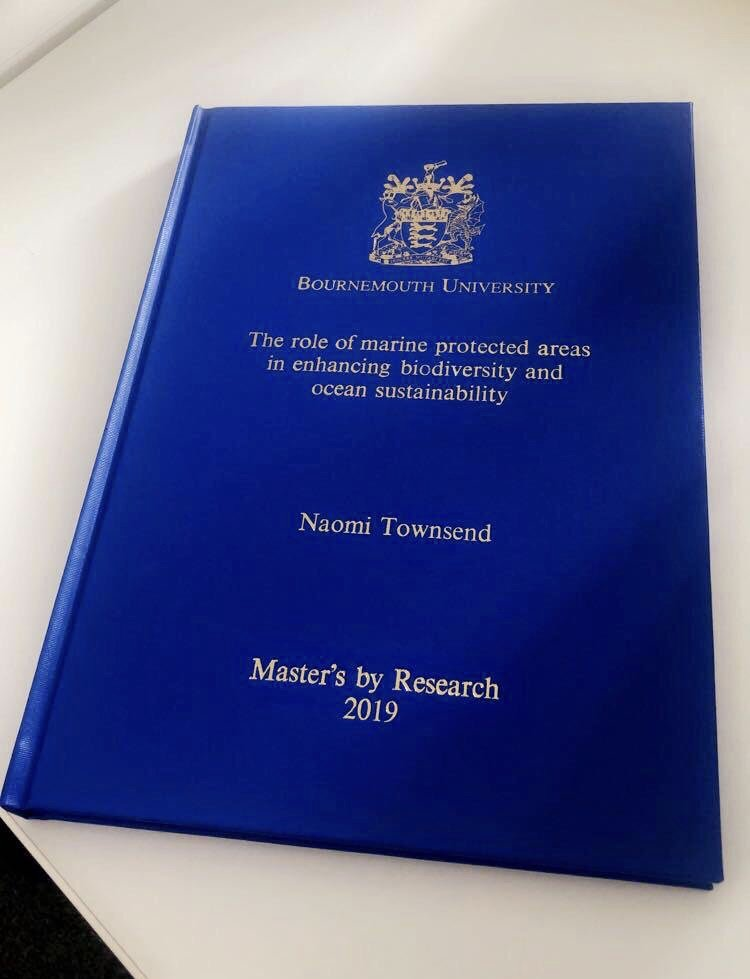 BOURNEMOUTH UNIVERSITY
The role of marine protected areas
in enhancing biodiversity and
ocean sustainability
Naomi Townsend
Master's by Research
2019